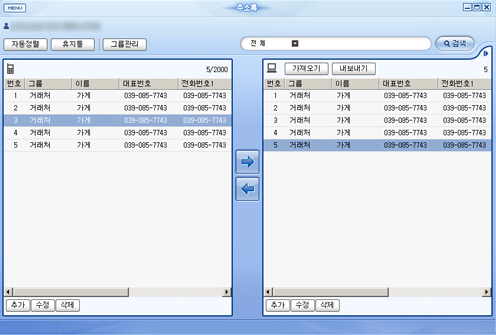 MENU
주소록
자동정렬 휴지통 그룹관리 전 체 검색
5/2000
번호 그룹 이름 대표번호 전화번호1
1 거래처 가게 039-085-7743 039-085-7743
2 거래처 가게 039-085-7743 039-085-7743
3 거래처 가게 039-085-7743 039-085-7743
4 거래처 가게 039-085-7743 039-085-7743
5 거래처 가게 039-085-7743 039-085-7743
추가 수정 삭제
가져오기 내보내기 5
번호 그룹 이름 대표번호 전화번호1
1 거래처 가게 039-085-7743 039-085-7743
2 거래처 가게 039-085-7743 039-085-7743
3 거래처 가게 039-085-7743 039-085-7743
4 거래처 가게 039-085-7743 039-085-7743
5 거래처 가게 039-085-7743 039-085-7743
추가 수정 삭제